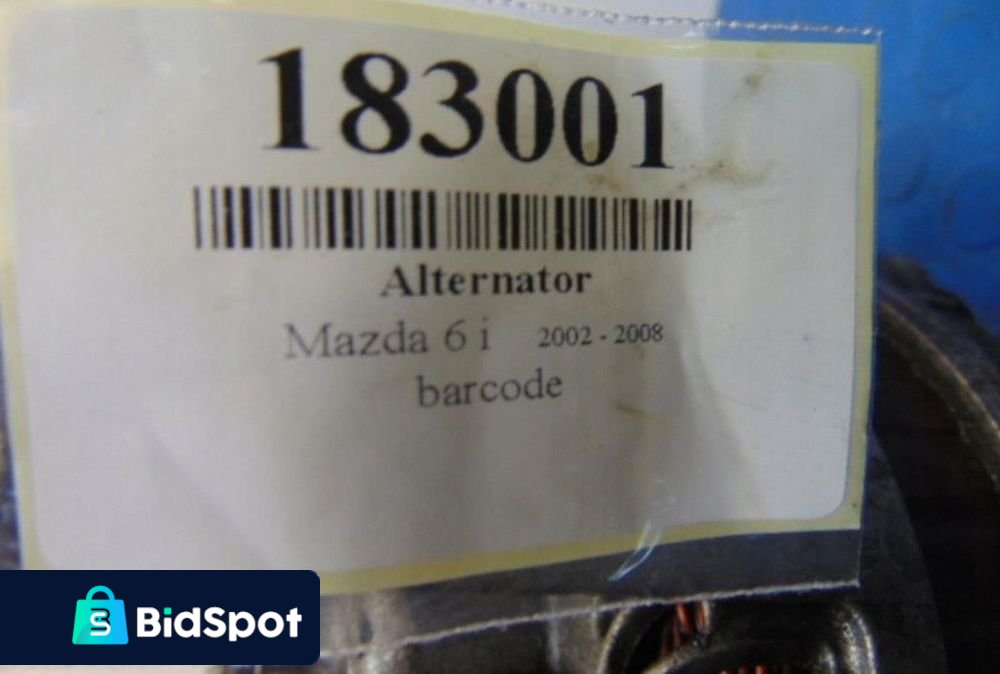 183001
Alternator
Mazda 6 i 2002 - 2008
barcode
BidSpot